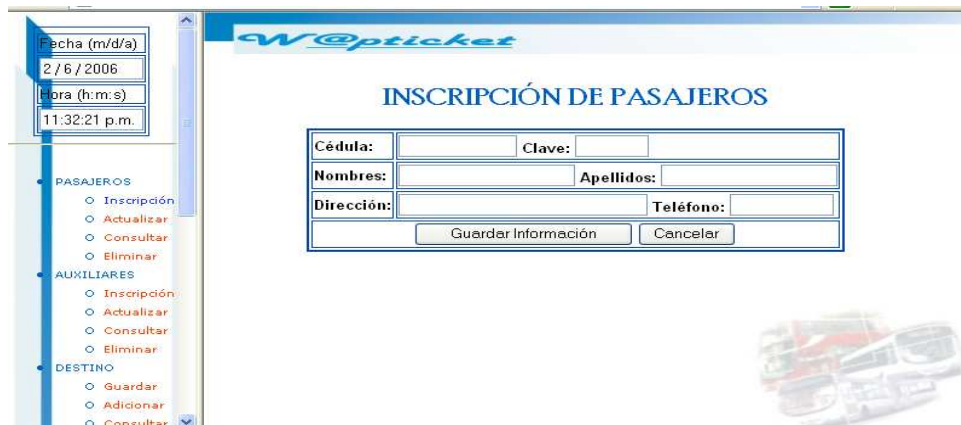 Fecha (m/d/a)
2 / 6 / 2006
Hora (h:m:s)
11:32:21 p.m.
PASAJEROS
Inscripción
Actualizar
Consultar
Eliminar
AUXILIARES
Inscripción
Actualizar
Consultar
Eliminar
DESTINO
Guardar
Adicionar
Consultar
W@pticket
INSCRIPCIÓN DE PASAJEROS
Cédula: Clave:
Nombres: Apellidos:
Dirección: Teléfono:
Guardar Información Cancelar